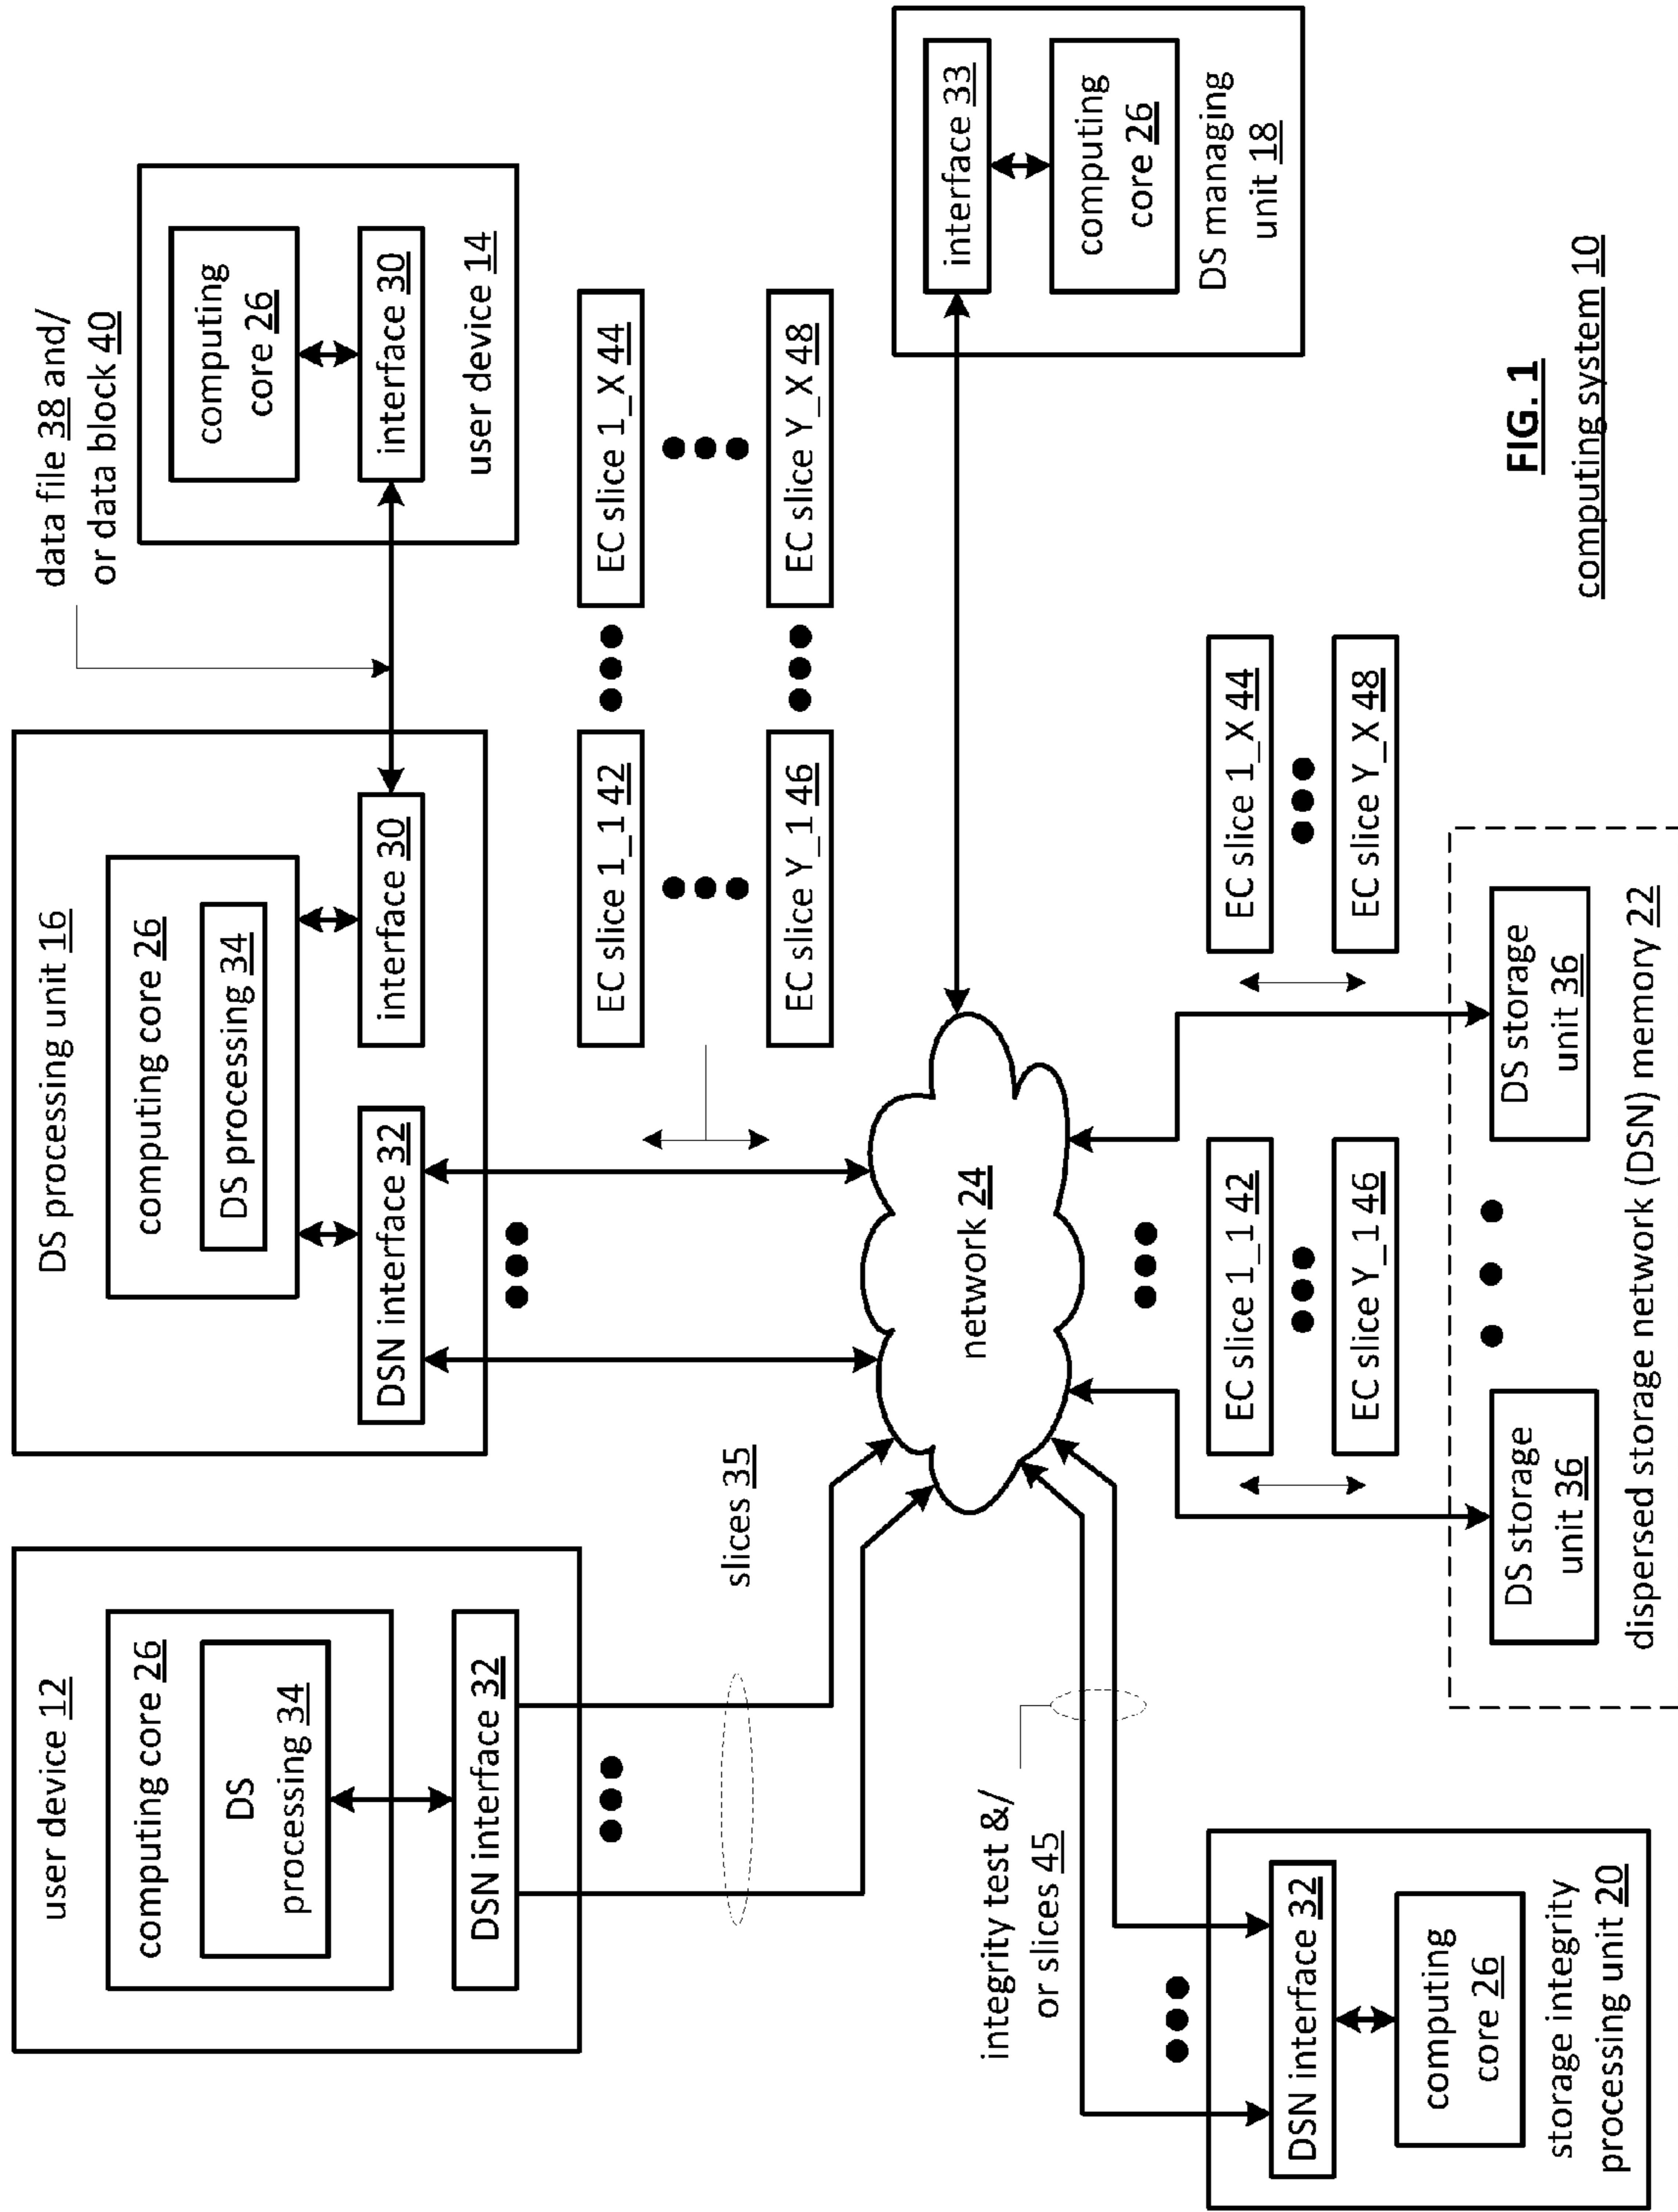 user device 12
computing core 26
DS
processing 34
DSN interface 32
slices 35
DS processing unit 16
computing core 26
DS processing 34
DSN interface 32
interface 30
data file 38 and/
or data block 40
computing
core 26
interface 30
user device 14
EC slice 1_1 42
EC slice 1_X 44
EC slice Y_1 46
EC slice Y_X 48
network 24
interface 33
computing
core 26
DS managing
unit 18
integrity test &/
or slices 45
DSN interface 32
computing
core 26
storage integrity
processing unit 20
EC slice 1_1 42
EC slice Y_1 46
EC slice 1_X 44
EC slice Y_X 48
DS storage
unit 36
DS storage
unit 36
dispersed storage network (DSN) memory 22
FIG. 1
computing system 10